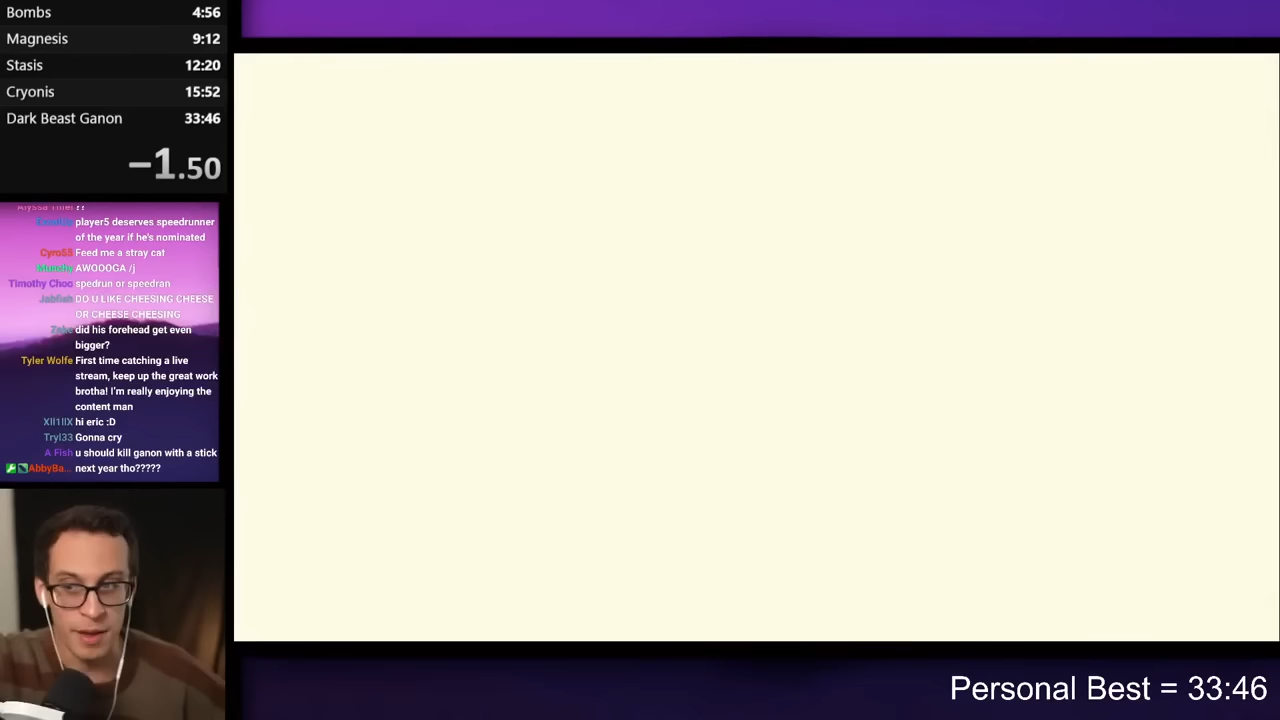 Bombs 4:56
Magnesis 9:12
Stasis 12:20
Cryonis 15:52
Dark Beast Ganon 33:46
−1.50
??
player5 deserves speedrunner
of the year if he's nominated
Cyro58 Feed me a stray cat
AWODOGA /j
Timothy Choc spedrun or speedran
DO U LIKE CHEESING CHEESE
OR CHEESE CHEESING
did his forehead get even
bigger?
Tyler Wolfe First time catching a live
stream, keep up the great work
brotha! I'm really enjoying the
content man
hi eric :D
Tryl33 Gonna cry
A Fish u should kill ganon with a stick
AbbyBa... next year tho?????
Personal Best = 33:46